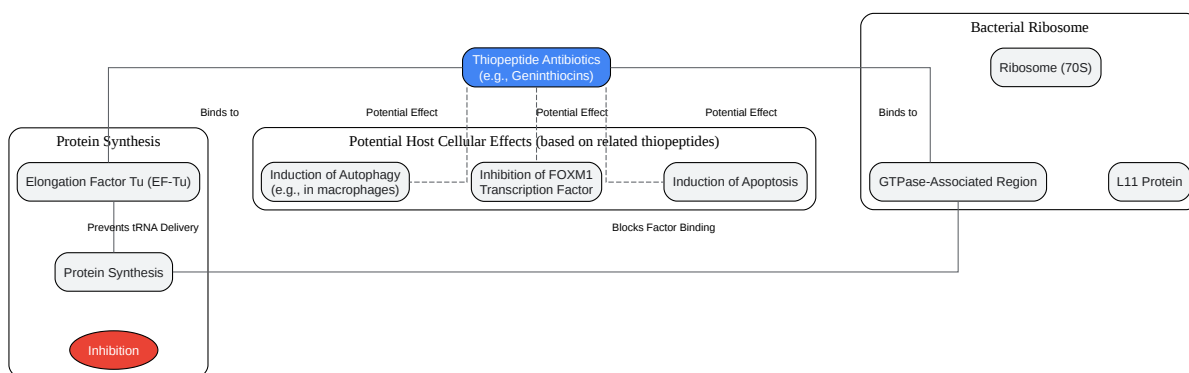 Bacterial Ribosome
Thiopeptide Antibiotics
(e.g., Geninthiocins)
Ribosome (70S)
Binds to
Potential Effect
Potential Effect
Potential Effect
Binds to
Protein Synthesis
Potential Host Cellular Effects (based on related thiopeptides)
Elongation Factor Tu (EF-Tu)
Induction of Autophagy
(e.g., in macrophages)
Inhibition of FOXM1
Transcription Factor
Induction of Apoptosis
GTPase-Associated Region
L11 Protein
Prevents tRNA Delivery
Blocks Factor Binding
Protein Synthesis
Inhibition